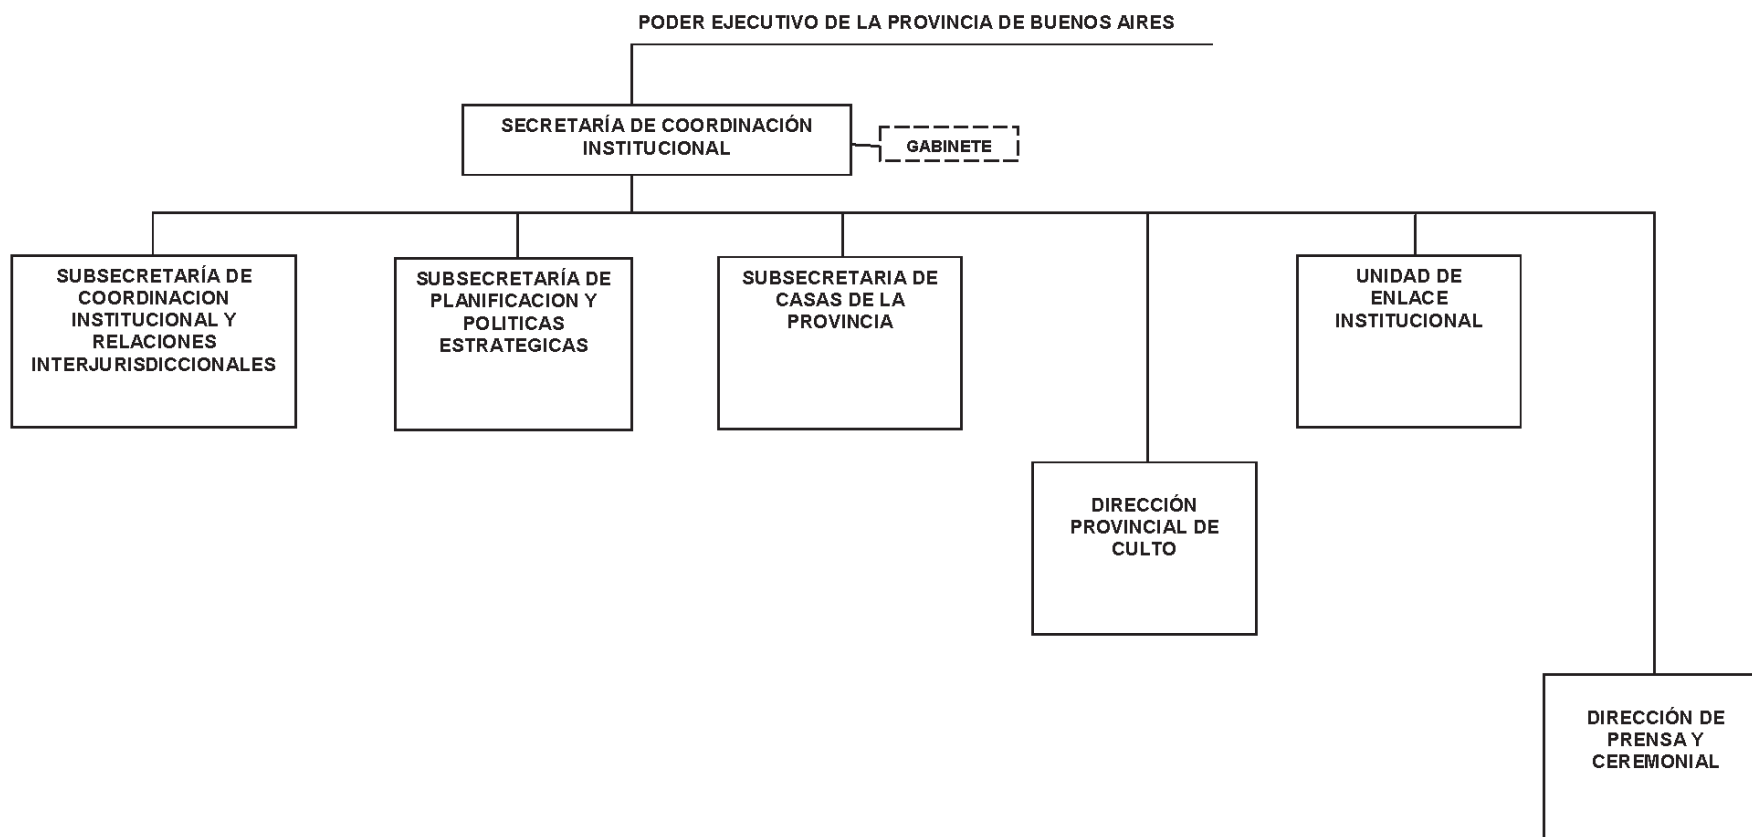 PODER EJECUTIVO DE LA PROVINCIA DE BUENOS AIRES
SECRETARÍA DE COORDINACIÓN
INSTITUCIONAL
GABINETE
SUBSECRETARÍA DE
COORDINACION
INSTITUCIONAL Y
RELACIONES
INTERJURISDICCIONALES
SUBSECRETARÍA DE
PLANIFICACION Y
POLITICAS
ESTRATEGICAS
SUBSECRETARIA DE
CASAS DE LA
PROVINCIA
UNIDAD DE
ENLACE
INSTITUCIONAL
DIRECCIÓN
PROVINCIAL DE
CULTO
DIRECCIÓN DE
PRENSA Y
CEREMONIAL